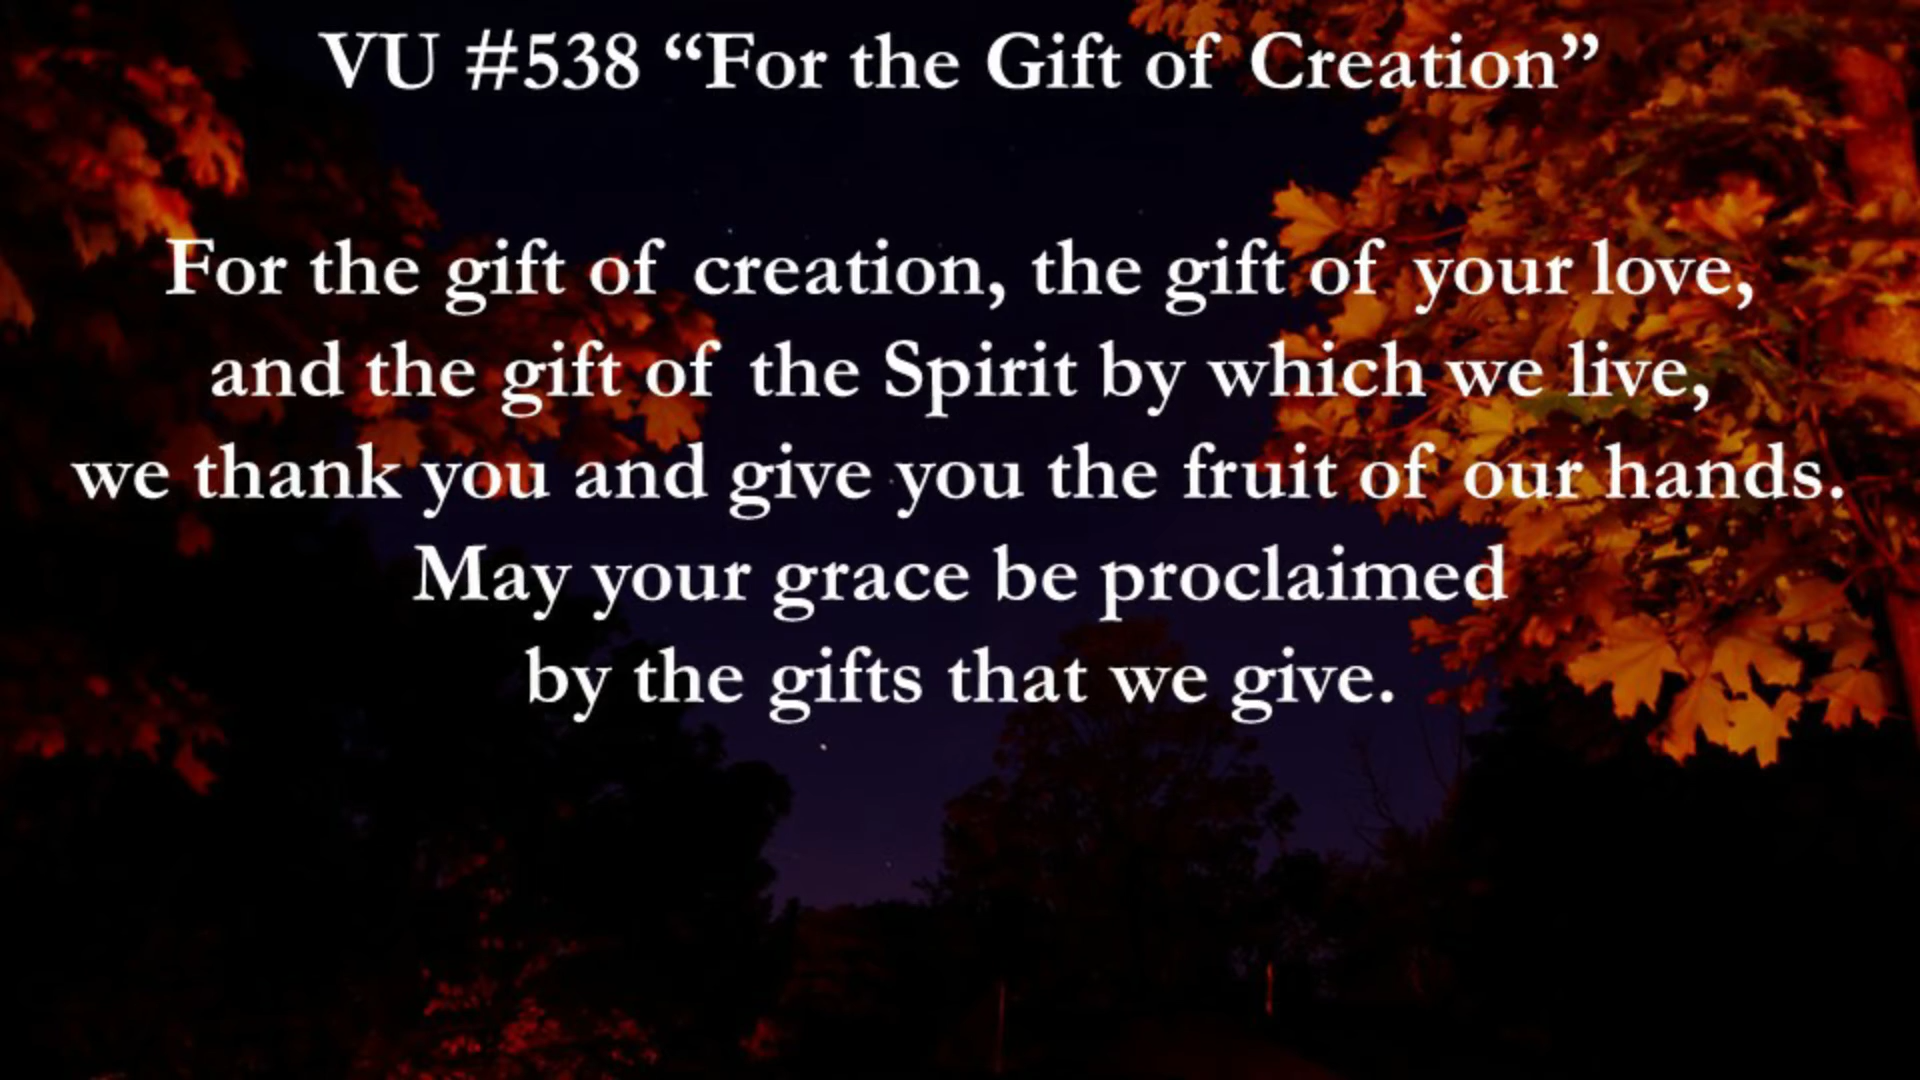 VU #538 “For the Gift of Creation”
For the gift of creation, the gift of your love,
and the gift of the Spirit by which we live,
we thank you and give you the fruit of our hands.
May your grace be proclaimed
by the gifts that we give.